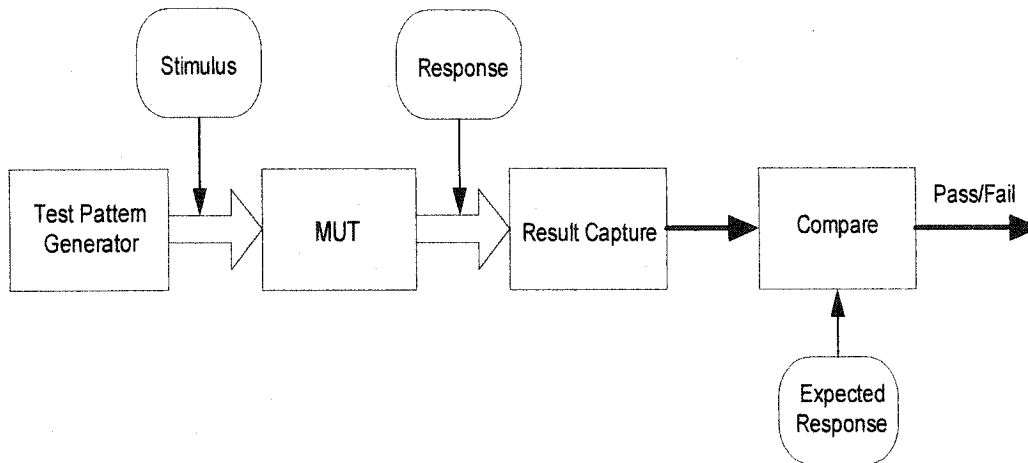 Stimulus
Response
Test Pattern
Generator
MUT
Result Capture
Compare
Pass/Fail
Expected
Response